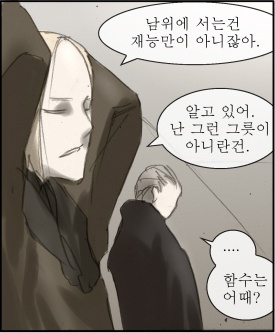 남위에 서는건
재능만이 아니잖아.
알고 있어.
난 그런 그릇이
아니란건.
....
함수는
어때?